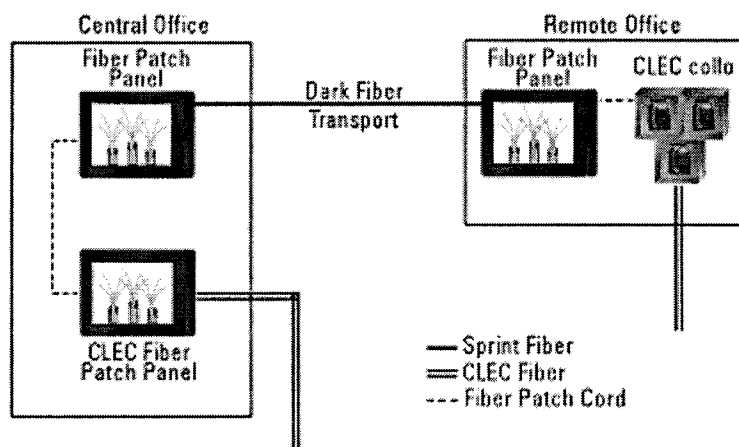 Central Office
Fiber Patch
Panel
CLEC Fiber
Patch Panel
Dark Fiber
Transport
Remote Office
Fiber Patch
Panel
CLEC collo
Sprint Fiber
CLEC Fiber
Fiber Patch Cord